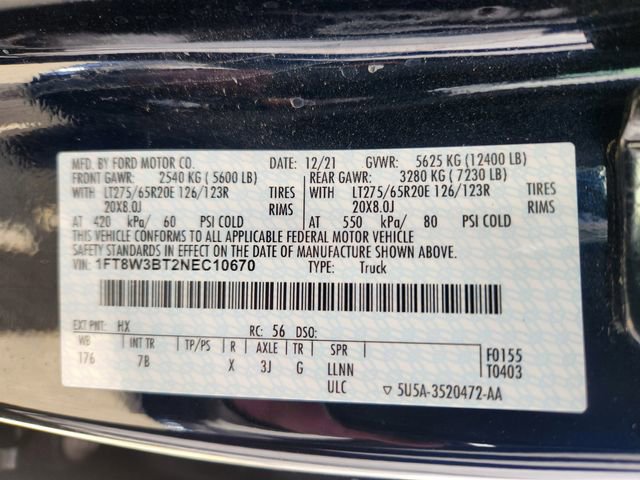 MFD. BY FORD MOTOR CO. DATE: 12/21 GVWR: 5625 KG (12400 LB)
FRONT GAWR: 2540 KG (5600 LB) REAR GAWR: 3280 KG (7230 LB)
WITH LT275/65R20E 126/123R TIRES WITH LT275/65R20E 126/123R TIRES
20X8.0J RIMS 20X8.0J RIMS
AT 420 kPa/ 60 PSI COLD AT 550 kPa/ 80 PSI COLD
THIS VEHICLE CONFORMS TO ALL APPLICABLE FEDERAL MOTOR VEHICLE
SAFETY STANDARDS IN EFFECT ON THE DATE OF MANUFACTURE SHOWN ABOVE.
VIN: 1FT8W3BT2NEC10670 TYPE: Truck
EXT PNT: HX RC: 56 DSO:
WB INT TR TP/PS R AXLE TR SPR F0155
176 7B X 3J G LLNN T0403
ULC ▽ 5U5A-3520472-AA